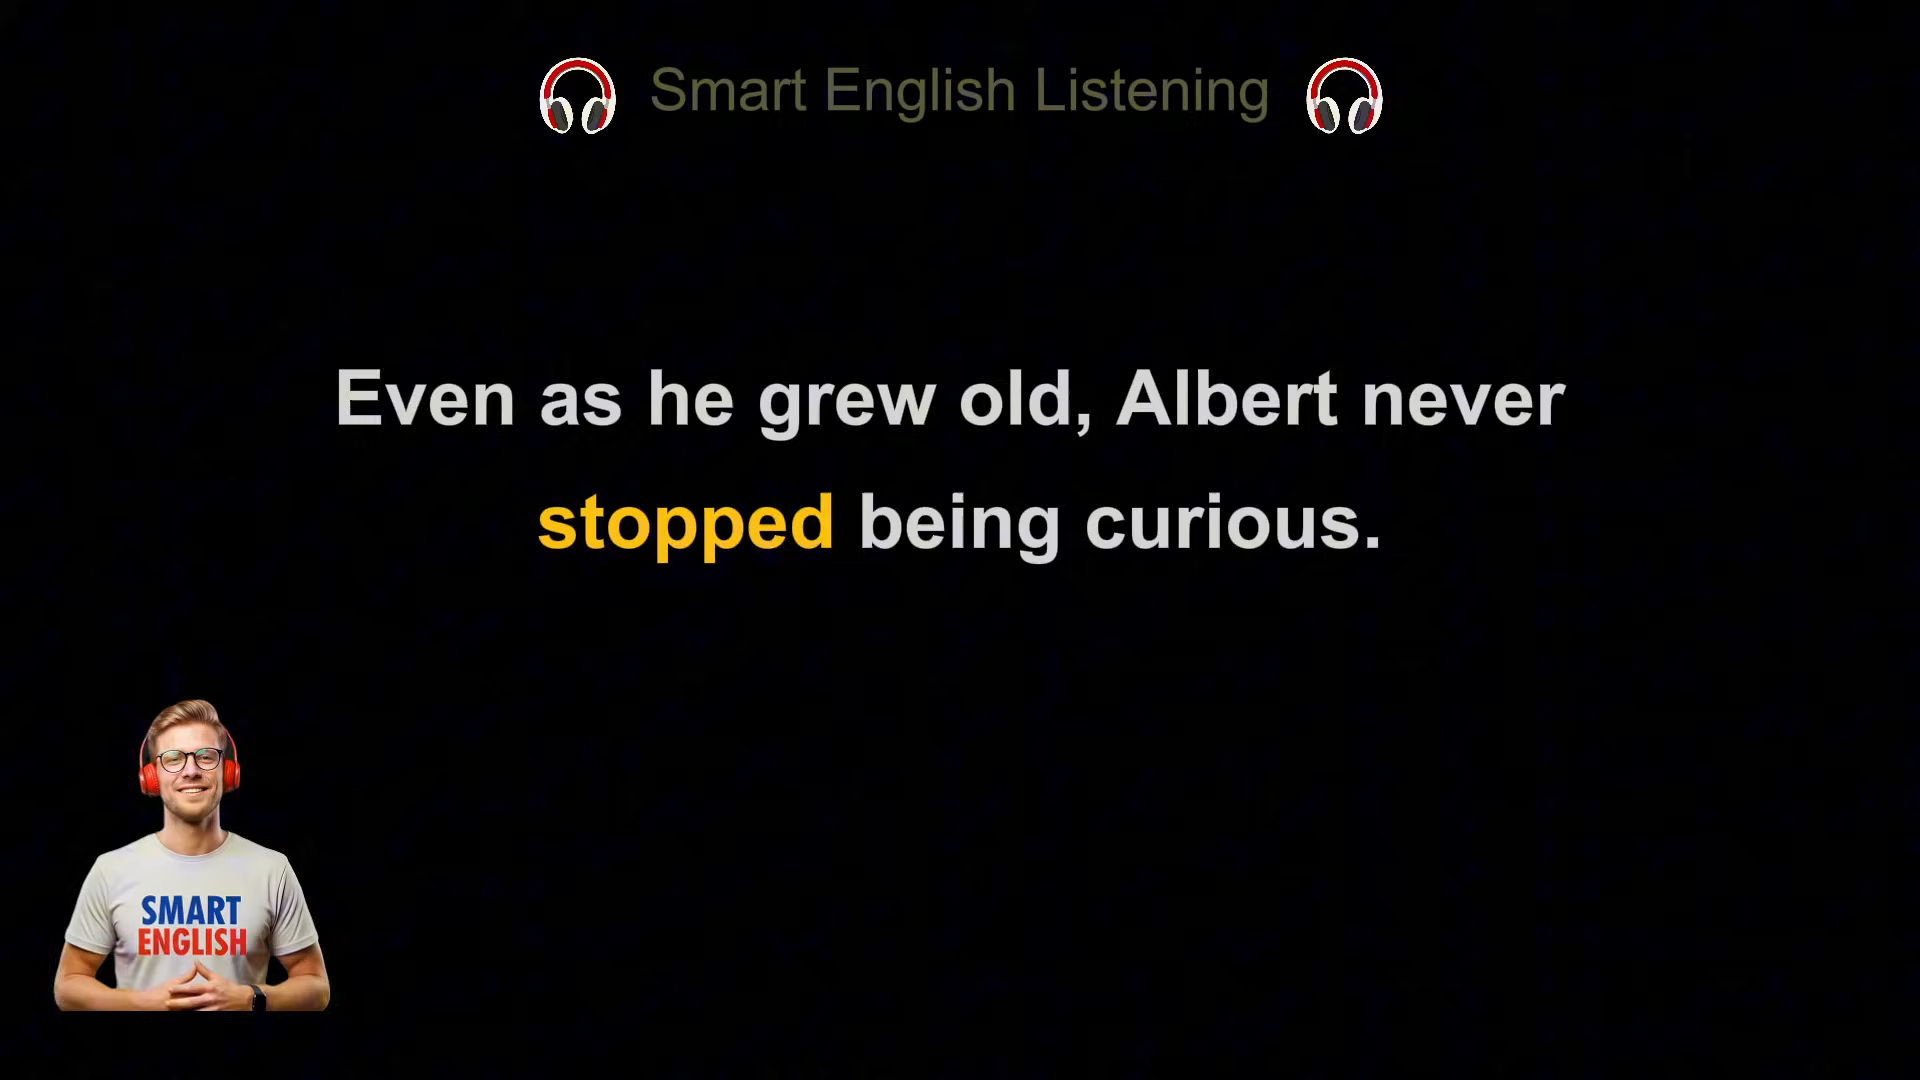 Smart English Listening
Even as he grew old, Albert never
stopped being curious.
SMART
ENGLISH